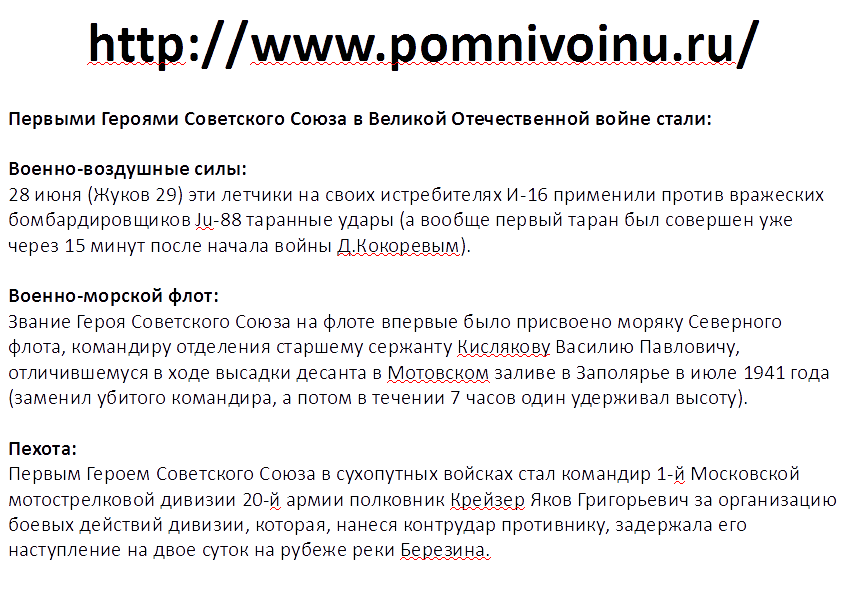 http://www.pomnivoinu.ru/
Первыми Героями Советского Союза в Великой Отечественной войне стали:
Военно-воздушные силы:
28 июня (Жуков 29) эти летчики на своих истребителях И-16 применили против вражеских
бомбардировщиков Ju-88 таранные удары (а вообще первый таран был совершен уже
через 15 минут после начала войны Д.Кокоревым).
Военно-морской флот:
Звание Героя Советского Союза на флоте впервые было присвоено моряку Северного
флота, командиру отделения старшему сержанту Кислякову Василию Павловичу,
отличившемуся в ходе высадки десанта в Мотовском заливе в Заполярье в июле 1941 года
(заменил убитого командира, а потом в течении 7 часов один удерживал высоту).
Пехота:
Первым Героем Советского Союза в сухопутных войсках стал командир 1-й Московской
мотострелковой дивизии 20-й армии полковник Крейзер Яков Григорьевич за организацию
боевых действий дивизии, которая, нанеся контрудар противнику, задержала его
наступление на двое суток на рубеже реки Березина.